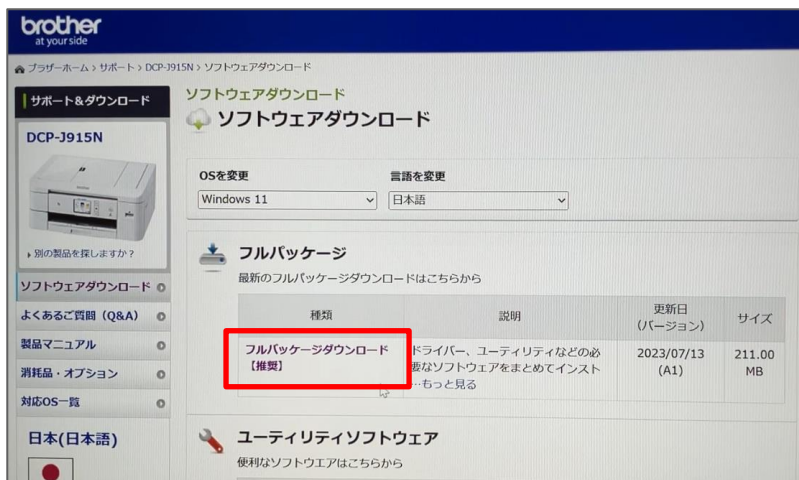 brother
at your side
ブラザーホーム › サポート › DCP-J915N › ソフトウェアダウンロード
サポート&ダウンロード
DCP-J915N
別の製品を探しますか?
ソフトウェアダウンロード
よくあるご質問（Q&A）
製品マニュアル
消耗品・オプション
対応OS一覧
日本(日本語)
ソフトウェアダウンロード
ソフトウェアダウンロード
OSを変更 言語を変更
Windows 11 日本語
フルパッケージ
最新のフルパッケージダウンロードはこちらから
種類 説明 更新日 サイズ
(バージョン)
フルパッケージダウンロード ドライバー、ユーティリティなどの必 2023/07/13 211.00
【推奨】 要なソフトウェアをまとめてインスト (A1) MB
…もっと見る
ユーティリティソフトウェア
便利なソフトウエアはこちらから